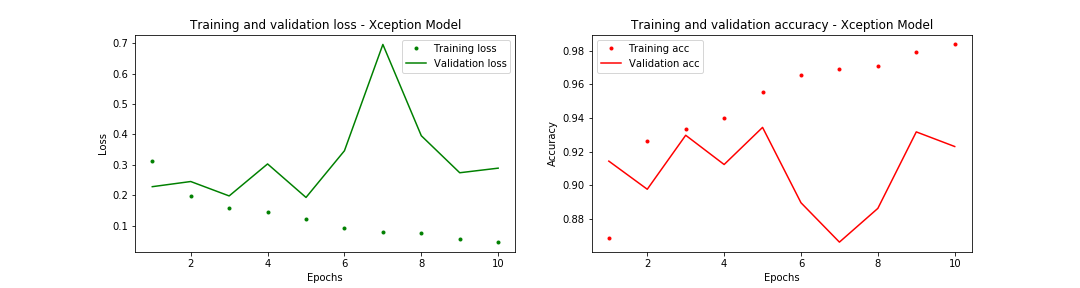 Training and validation loss - Xception Model
0.7
0.6
0.5
0.4
0.3
0.2
0.1
Loss
Training loss
Validation loss
2
4
6
8
10
Epochs
Training and validation accuracy - Xception Model
0.98
0.96
0.94
0.92
0.90
0.88
Accuracy
Training acc
Validation acc
2
4
6
8
10
Epochs